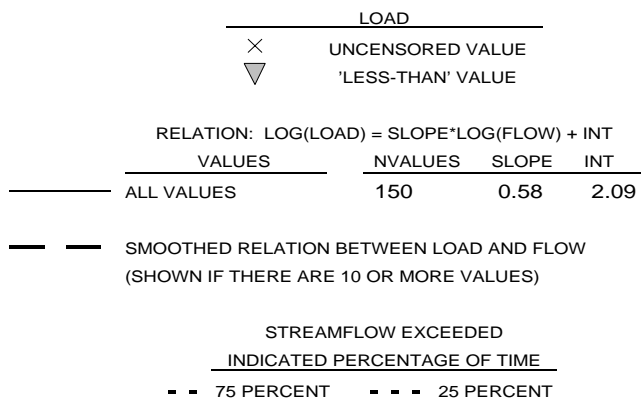 LOAD
UNCENSORED VALUE
'LESS-THAN' VALUE
RELATION: LOG(LOAD) = SLOPE*LOG(FLOW) + INT
VALUES NVALUES SLOPE INT
ALL VALUES 150 0.58 2.09
SMOOTHED RELATION BETWEEN LOAD AND FLOW
(SHOWN IF THERE ARE 10 OR MORE VALUES)
STREAMFLOW EXCEEDED
INDICATED PERCENTAGE OF TIME
75 PERCENT 25 PERCENT